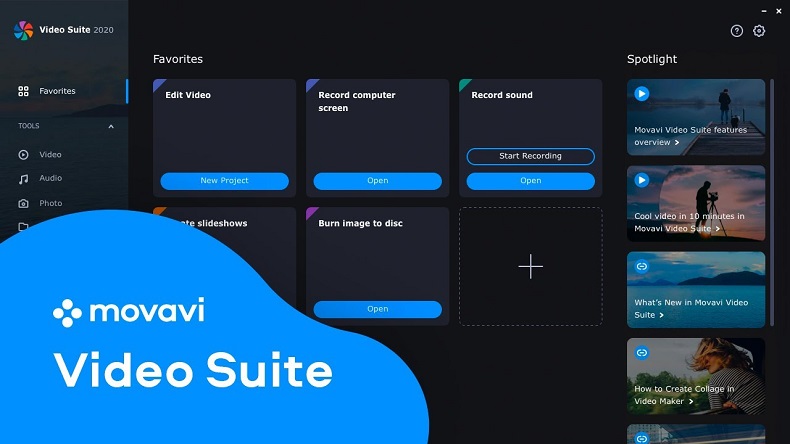 Video Suite 2020
Favorites
TOOLS
Video
Audio
Photo
Favorites
Edit Video
New Project
Record computer
screen
Open
Record sound
Start Recording
Open
slideshows
Burn image to disc
Open
Spotlight
Movavi Video Suite features
overview >
Cool video in 10 minutes in
Movavi Video Suite >
What's New in Movavi Video
Suite >
How to Create Collage in
Video Maker >
movavi
Video Suite